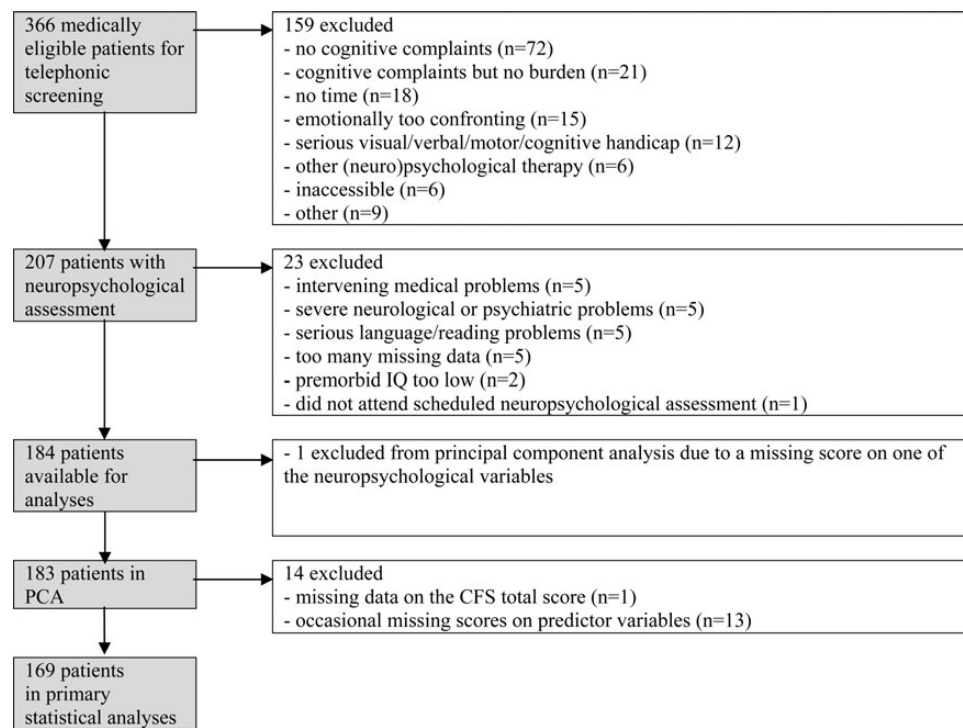 366 medically
eligible patients for
telephonic
screening
159 excluded
- no cognitive complaints (n=72)
- cognitive complaints but no burden (n=21)
- no time (n=18)
- emotionally too confronting (n=15)
- serious visual/verbal/motor/cognitive handicap (n=12)
- other (neuro)psychological therapy (n=6)
- inaccessible (n=6)
- other (n=9)
207 patients with
neuropsychological
assessment
23 excluded
- intervening medical problems (n=5)
- severe neurological or psychiatric problems (n=5)
- serious language/reading problems (n=5)
- too many missing data (n=5)
- premorbid IQ too low (n=2)
- did not attend scheduled neuropsychological assessment (n=1)
184 patients
available for
analyses
- 1 excluded from principal component analysis due to a missing score on one of
the neuropsychological variables
183 patients in
PCA
14 excluded
- missing data on the CFS total score (n=1)
- occasional missing scores on predictor variables (n=13)
169 patients
in primary
statistical analyses